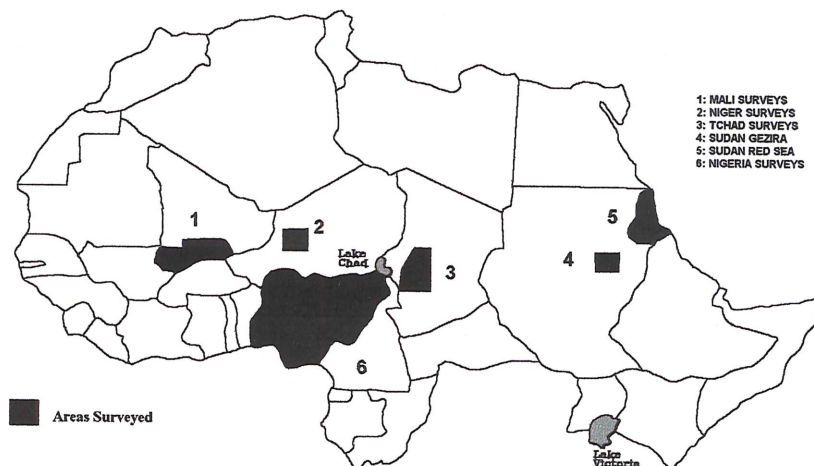 1: MALI SURVEYS
2: NIGER SURVEYS
3: TCHAD SURVEYS
4: SUDAN GEZIRA
5: SUDAN RED SEA
6: NIGERIA SURVEYS
1
2
5
Lake
Chad
3
4
6
Areas Surveyed
Lake
Victoria